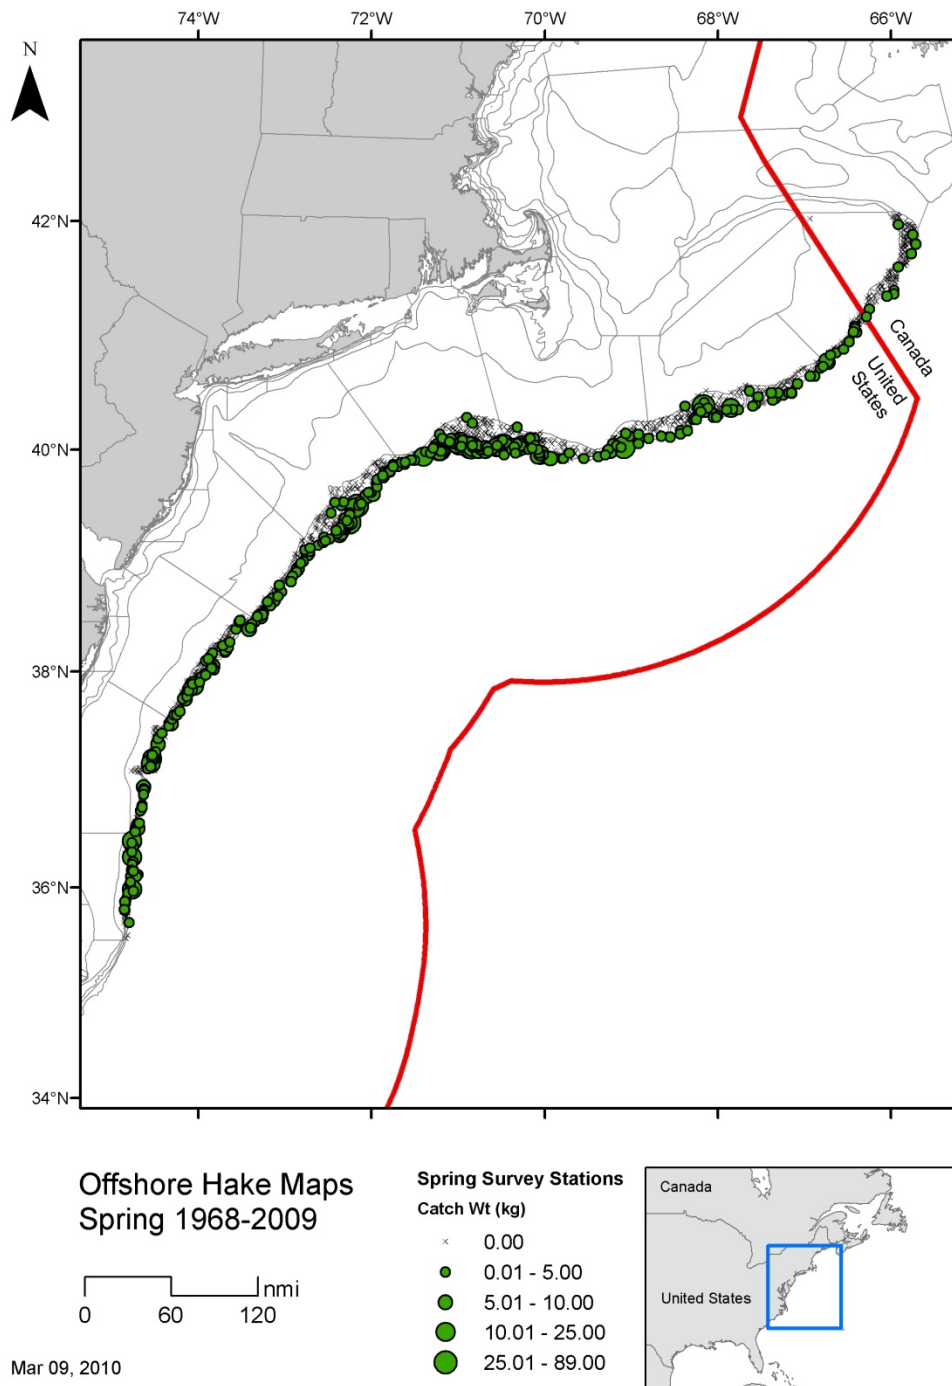 74°W 72°W 70°W 68°W 66°W
N
42°N
Canada
United
States
40°N
38°N
36°N
34°N
Offshore Hake Maps
Spring 1968-2009
nmi
0 60 120
Mar 09, 2010
Spring Survey Stations
Catch Wt (kg)
0.00
0.01 - 5.00
5.01 - 10.00
10.01 - 25.00
25.01 - 89.00
Canada
United States